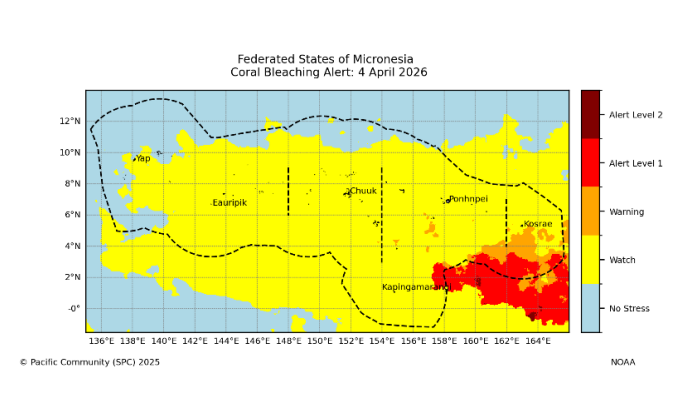 Federated States of Micronesia
Coral Bleaching Alert: 4 April 2026
12°N
10°N
8°N
6°N
4°N
2°N
-0°
136°E 138°E 140°E 142°E 144°E 146°E 148°E 150°E 152°E 154°E 156°E 158°E 160°E 162°E 164°E
Yap
Eauripik
Chuuk
Pohnpei
Kosrae
Kapingamarangi
Alert Level 2
Alert Level 1
Warning
Watch
No Stress
© Pacific Community (SPC) 2025
NOAA